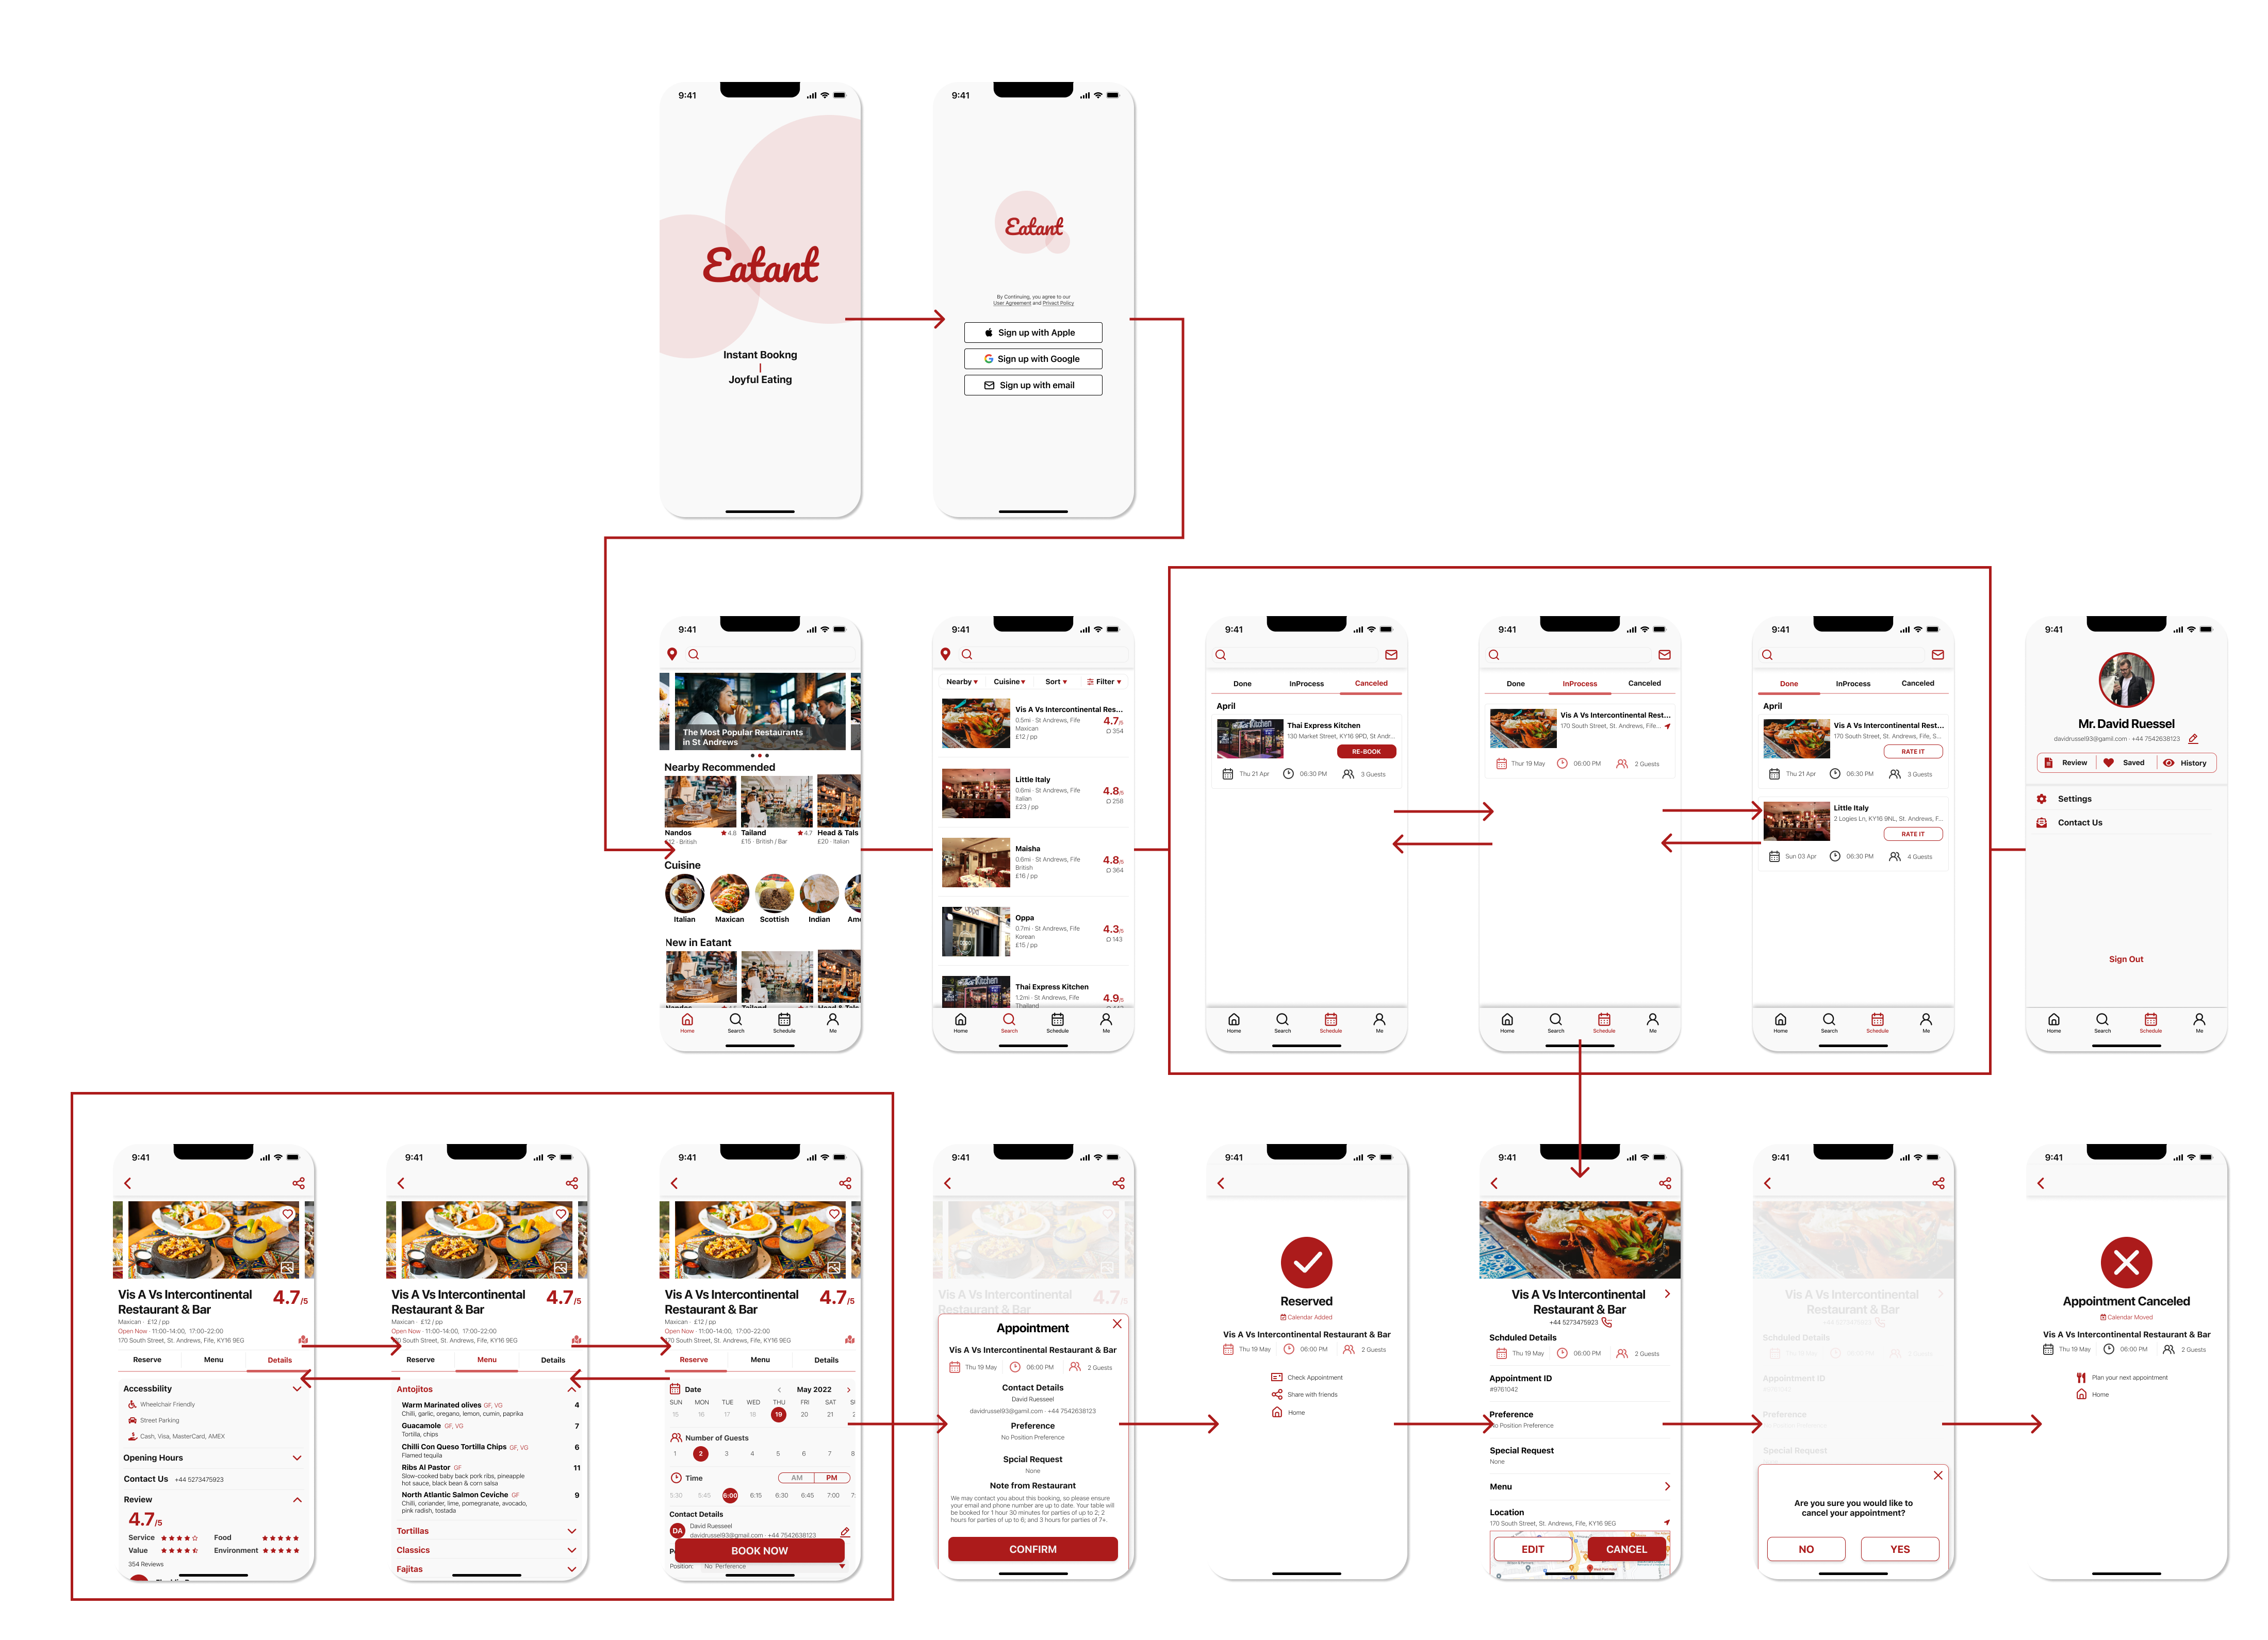 9:41
Eatant
Instant Bookng
|
Joyful Eating
9:41
Eatant
By Continuing, you agree to our
User Agreement and Privact Policy
Sign up with Apple
Sign up with Google
Sign up with email
9:41
The Most Popular Restaurants
in St Andrews
Nearby Recommended
Nandos 4.8
£12 · British
Tailand 4.7
£15 · British / Bar
Head & Tals
£20 · Italian
Cuisine
Italian Maxican Scottish Indian
New in Eatant
Home Search Schedule Me
9:41
Nearby Cuisine Sort Filter
Vis A Vs Intercontinental Res...
0.5mi · St Andrews, Fife
Maxican
£12 / pp
4.7/5
354
Little Italy
0.6mi · St Andrews, Fife
Italian
£23 / pp
4.8/5
258
Maisha
0.6mi · St Andrews, Fife
British
£16 / pp
4.8/5
364
Oppa
0.7mi · St Andrews, Fife
Korean
£15 / pp
4.3/5
143
Thai Express Kitchen
1.2mi · St Andrews, Fife
Thailand
4.9/5
Home Search Schedule Me
9:41
Done InProcess Canceled
April
Thai Express Kitchen
130 Market Street, KY16 9PD, St Andr...
RE-BOOK
Thu 21 Apr 06:30 PM 3 Guests
Home Search Schedule Me
9:41
Done InProcess Canceled
Vis A Vs Intercontinental Rest...
170 South Street, St. Andrews, Fife...
Thur 19 May 06:00 PM 2 Guests
Home Search Schedule Me
9:41
Done InProcess Canceled
April
Vis A Vs Intercontinental Rest...
170 South Street, St. Andrews, Fife, S...
RATE IT
Thu 21 Apr 06:30 PM 3 Guests
Little Italy
2 Logies Ln, KY16 9NL, St. Andrews, F...
RATE IT
Sun 03 Apr 06:30 PM 4 Guests
Home Search Schedule Me
9:41
Mr. David Ruessel
davidrussel93@gamil.com · +44 7542638123
Review Saved History
Settings
Contact Us
Sign Out
Home Search Schedule Me
9:41
Vis A Vs Intercontinental
Restaurant & Bar
4.7/5
Maxican · £12 / pp
Open Now · 11:00-14:00, 17:00-22:00
170 South Street, St. Andrews, Fife, KY16 9EG
Reserve Menu Details
Accessbility
Wheelchair Friendly
Street Parking
Cash, Visa, MasterCard, AMEX
Opening Hours
Contact Us +44 5273475923
Review
4.7/5
Service Food
Value Environment
354 Reviews
9:41
Vis A Vs Intercontinental
Restaurant & Bar
4.7/5
Maxican · £12 / pp
Open Now · 11:00-14:00, 17:00-22:00
170 South Street, St. Andrews, Fife, KY16 9EG
Reserve Menu Details
Antojitos
Warm Marinated olives GF, VG 4
Chilli, garlic, oregano, lemon, cumin, paprika
Guacamole GF, VG 7
Tortilla, chips
Chilli Con Queso Tortilla Chips GF, VG 6
Flamed tequila
Ribs Al Pastor GF 11
Slow-cooked baby back pork ribs, pineapple
hot sauce, black bean & corn salsa
North Atlantic Salmon Ceviche GF 9
Chilli, coriander, lime, pomegranate, avocado,
pink radish, tostada
Tortillas
Classics
Fajitas
9:41
Vis A Vs Intercontinental
Restaurant & Bar
4.7/5
Maxican · £12 / pp
Open Now · 11:00-14:00, 17:00-22:00
170 South Street, St. Andrews, Fife, KY16 9EG
Reserve Menu Details
Date < May 2022 >
SUN MON TUE WED THU FRI SAT
15 16 17 18 19 20 21
Number of Guests
1 2 3 4 5 6 7 8
Time AM PM
5:30 5:45 6:00 6:15 6:30 6:45 7:00
Contact Details
DA
David Ruesseel
davidrussel93@gmail.com · +44 7542638123
BOOK NOW
Position: No Perference
9:41
4.7/5
Vis A Vs Intercontinental
Restaurant & Bar
Appointment
Vis A Vs Intercontinental Restaurant & Bar
Thu 19 May 06:00 PM 2 Guests
Contact Details
David Ruesseel
davidrussel93@gamil.com · +44 7542638123
Preference
No Position Preference
Spcial Request
None
Note from Restaurant
We may contact you about this booking, so please ensure
your email and phone number are up to date. Your table will
be booked for 1 hour 30 minutes for parties of up to 2; 2
hours for parties of up to 6; and 3 hours for parties of 7+.
CONFIRM
9:41
Reserved
Calendar Added
Vis A Vs Intercontinental Restaurant & Bar
Thu 19 May 06:00 PM 2 Guests
Check Appointment
Share with friends
Home
9:41
Vis A Vs Intercontinental
Restaurant & Bar
+44 5273475923
Schduled Details
Thu 19 May 06:00 PM 2 Guests
Appointment ID
#9761042
Preference
No Position Preference
Special Request
None
Menu
Location
170 South Street, St. Andrews, Fife, KY16 9EG
EDIT CANCEL
9:41
Vis A Vs Intercontinental
Restaurant & Bar
+44 5273475923
Schduled Details
Thu 19 May 06:00 PM 2 Guests
Appointment ID
#9761042
Preference
Special Request
Are you sure you would like to
cancel your appointment?
NO YES
9:41
Appointment Canceled
Calendar Moved
Vis A Vs Intercontinental Restaurant & Bar
Thu 19 May 06:00 PM 2 Guests
Plan your next appointment
Home